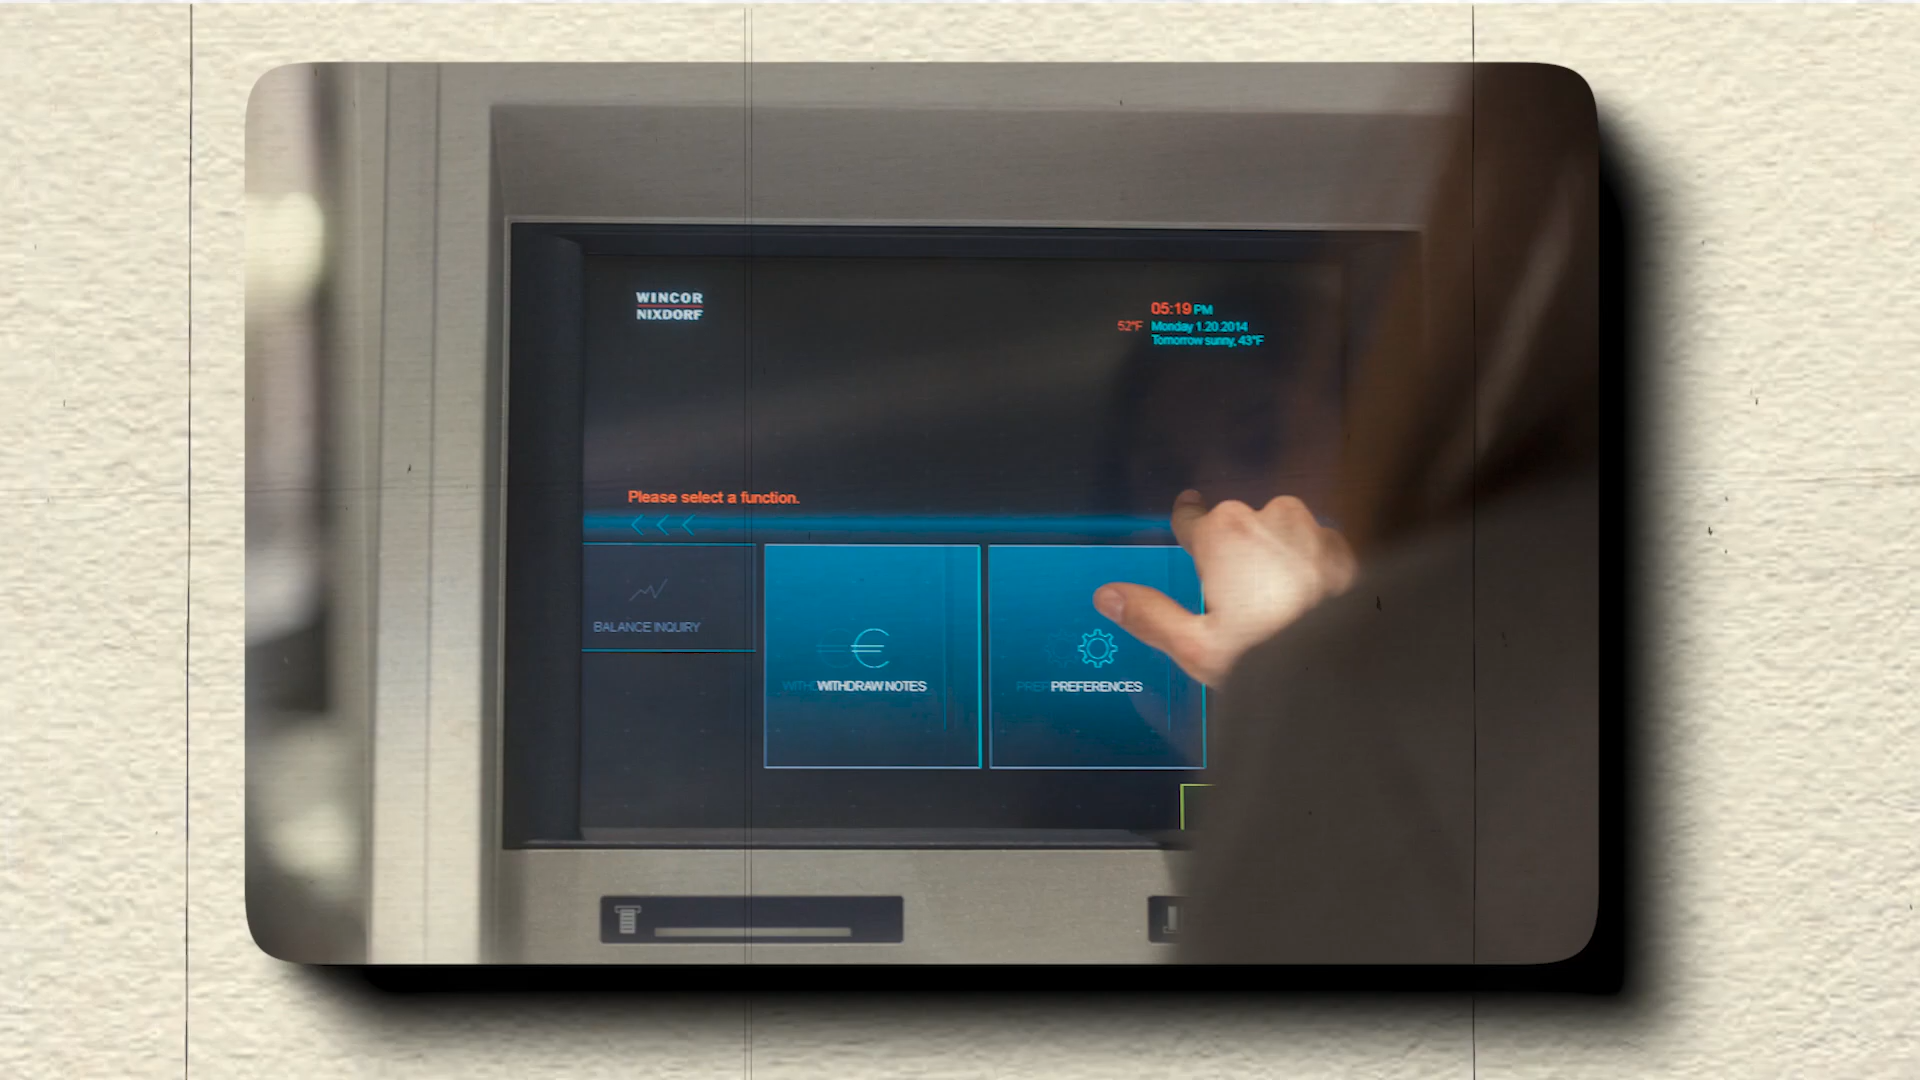 WINCOR
NIXDORF
05:19 PM
52°F Monday 1.20.2014
Tomorrow sunny, 43°F
Please select a function.
BALANCE INQUIRY
WITHDRAW NOTES
PREFERENCES